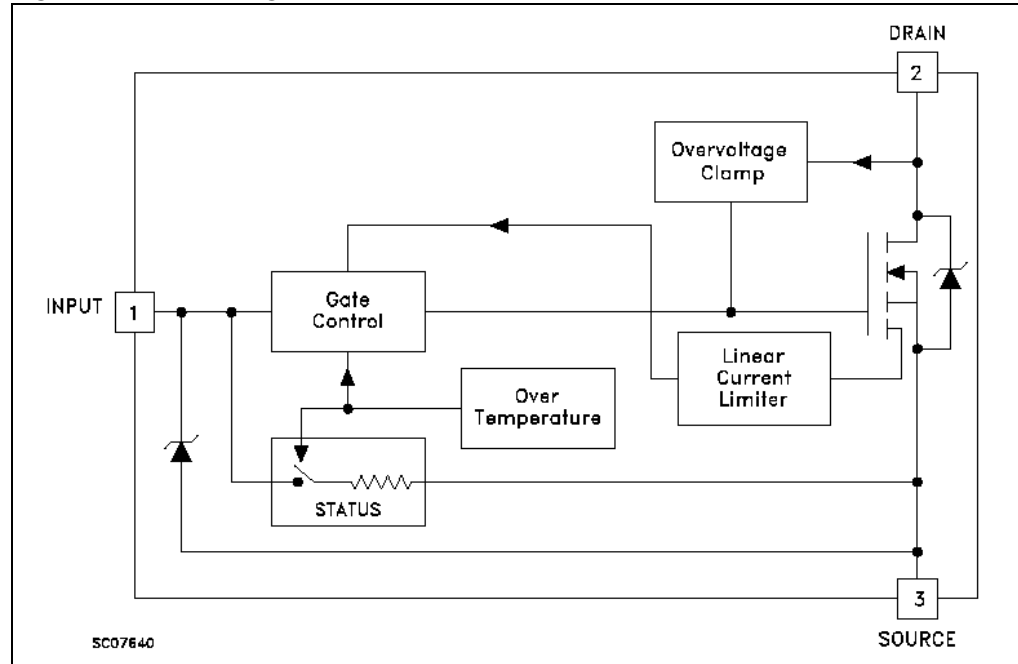 DRAIN
2
Overvoltage
Clamp
INPUT
1
Gate
Control
Linear
Current
Limiter
Over
Temperature
STATUS
3
SOURCE
SC07640